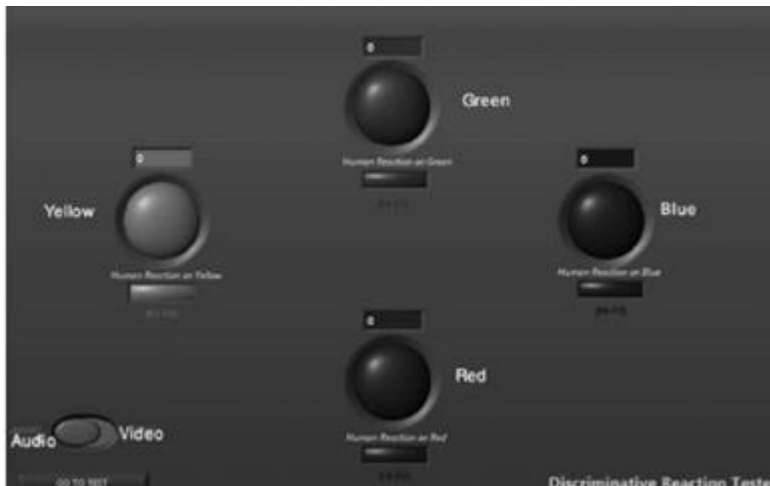 0
Green
Human Reaction on Green
0
Yellow
Human Reaction on Yellow
0
Blue
Human Reaction on Blue
0
Red
Human Reaction on Red
Audio
Video
GO TO TEST
Discriminative Reaction Teste